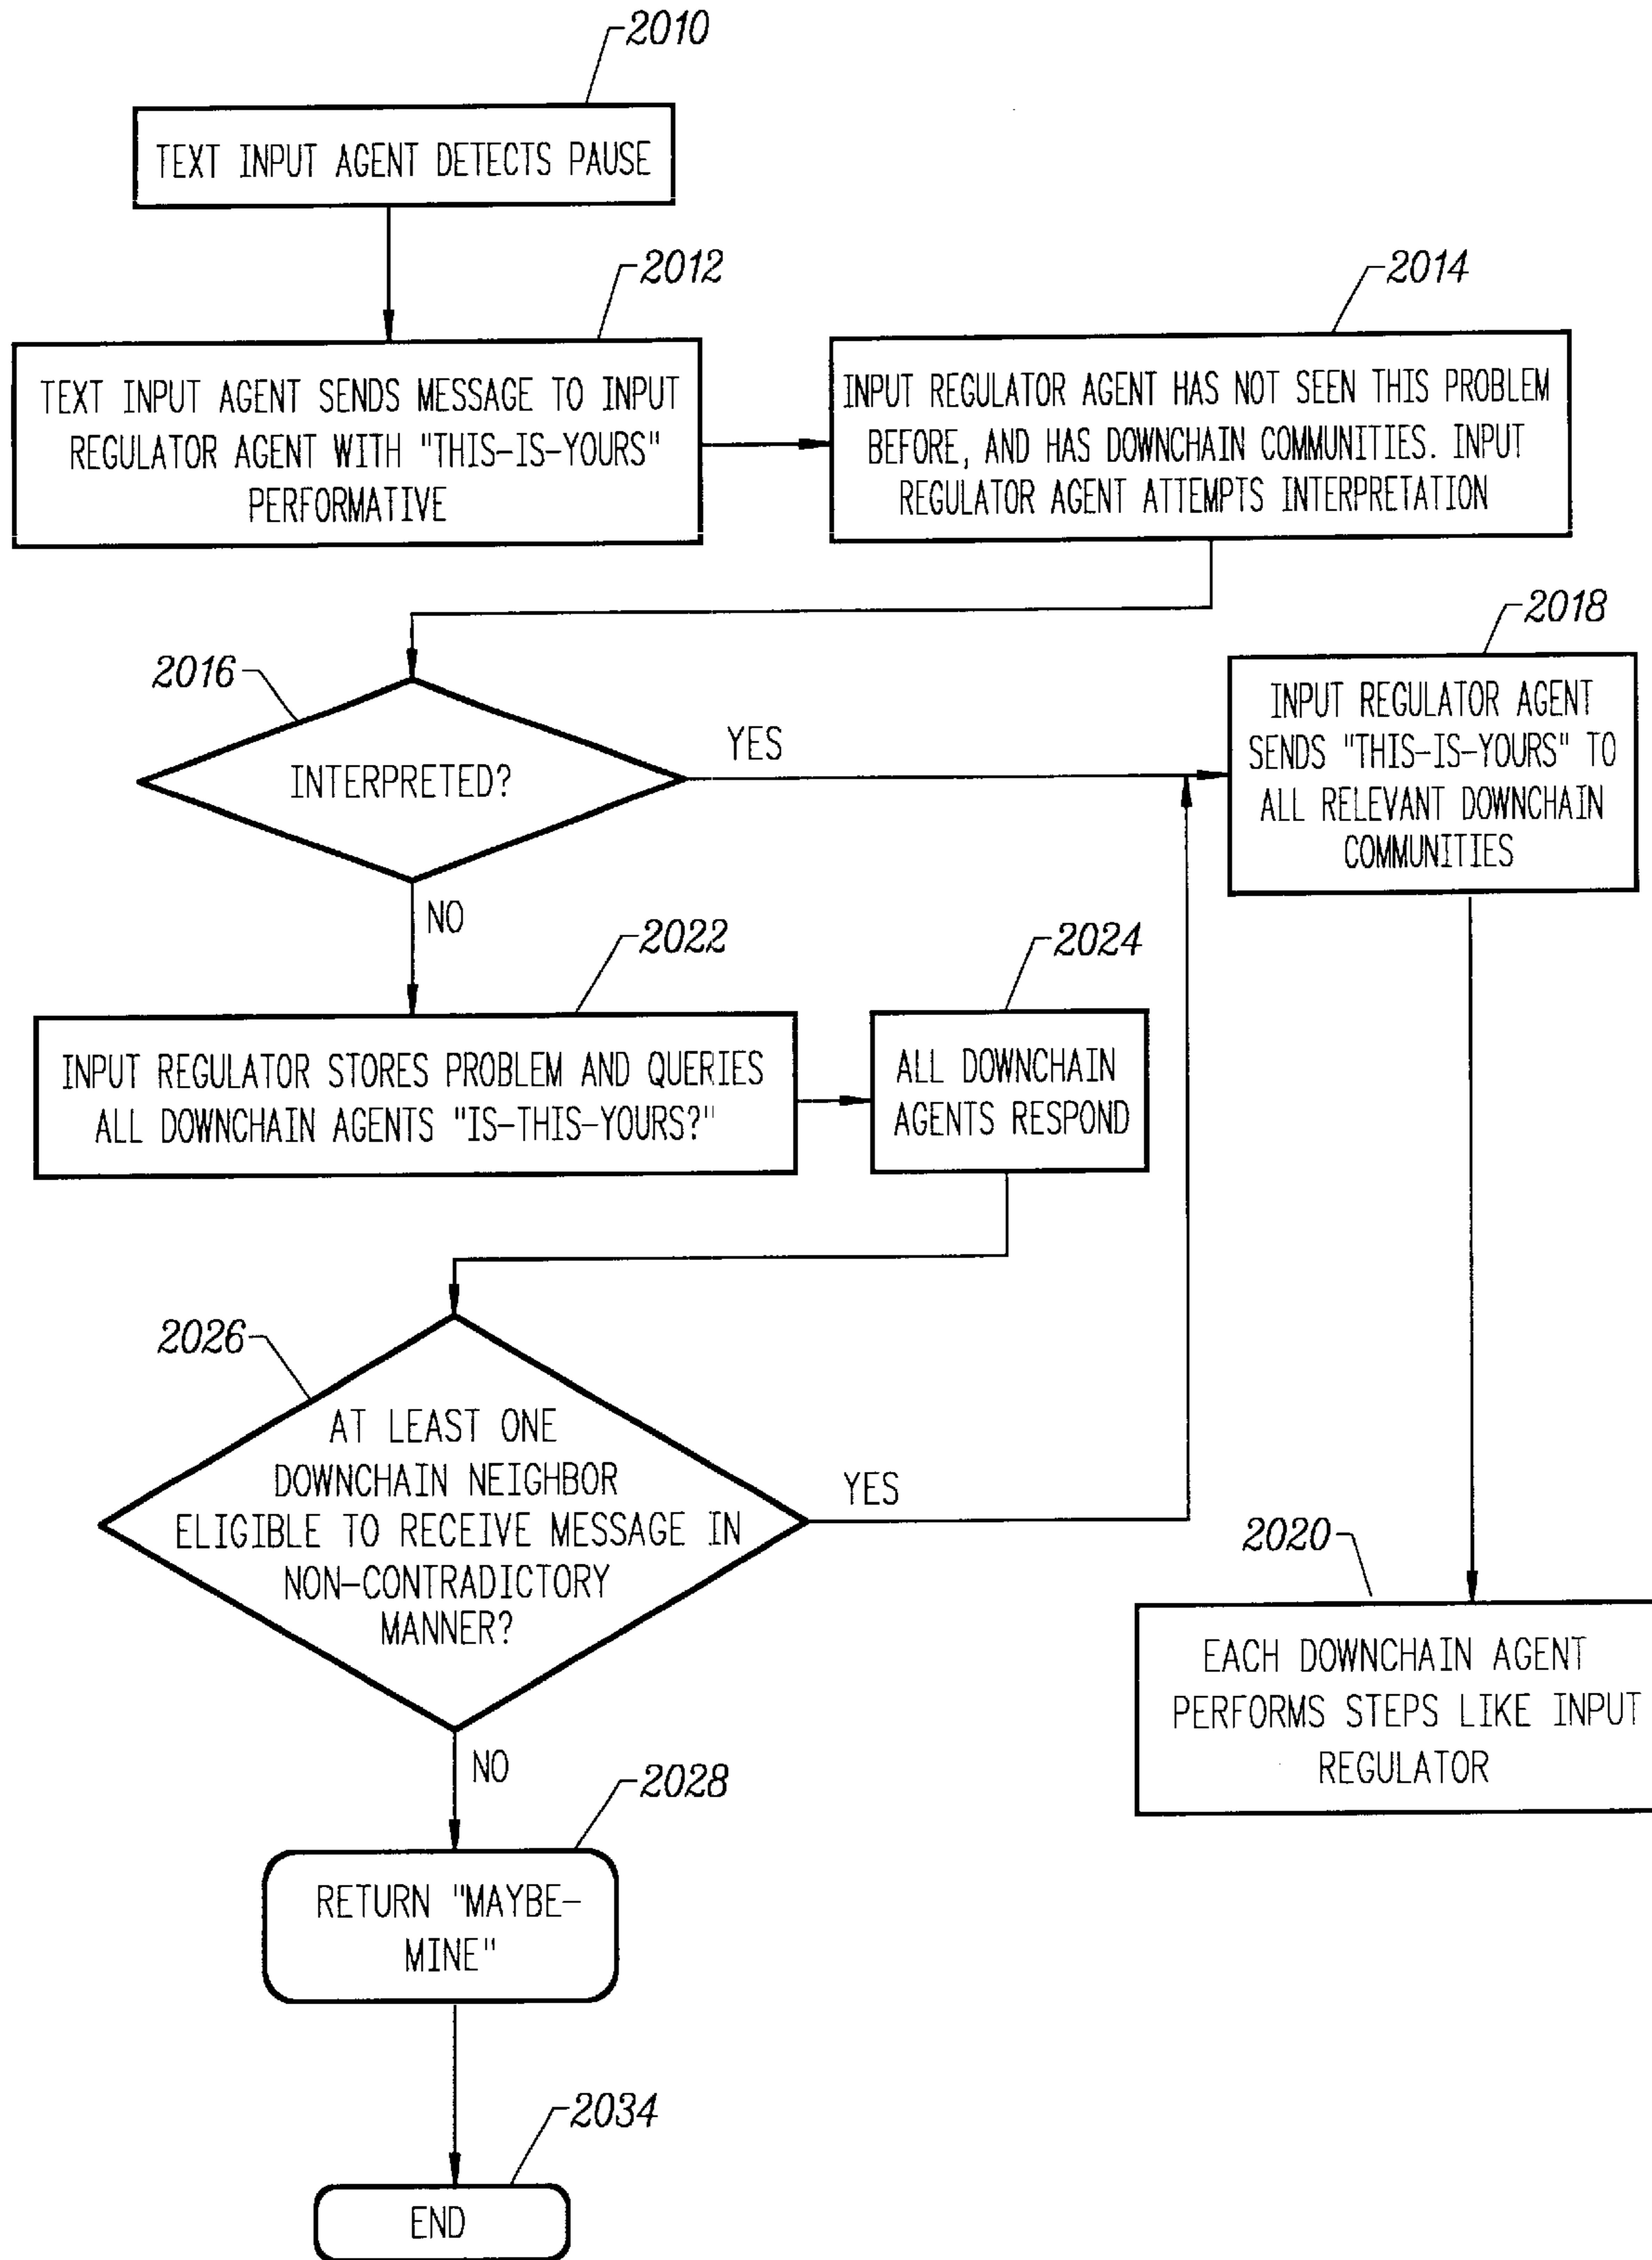 2010
TEXT INPUT AGENT DETECTS PAUSE
2012
TEXT INPUT AGENT SENDS MESSAGE TO INPUT
REGULATOR AGENT WITH "THIS-IS-YOURS"
PERFORMATIVE
2014
INPUT REGULATOR AGENT HAS NOT SEEN THIS PROBLEM
BEFORE, AND HAS DOWNCHAIN COMMUNITIES. INPUT
REGULATOR AGENT ATTEMPTS INTERPRETATION
2016
INTERPRETED?
YES
NO
2018
INPUT REGULATOR AGENT
SENDS "THIS-IS-YOURS" TO
ALL RELEVANT DOWNCHAIN
COMMUNITIES
2022
INPUT REGULATOR STORES PROBLEM AND QUERIES
ALL DOWNCHAIN AGENTS "IS-THIS-YOURS?"
2024
ALL DOWNCHAIN
AGENTS RESPOND
2026
AT LEAST ONE
DOWNCHAIN NEIGHBOR
ELIGIBLE TO RECEIVE MESSAGE IN
NON-CONTRADICTORY
MANNER?
YES
NO
2020
EACH DOWNCHAIN AGENT
PERFORMS STEPS LIKE INPUT
REGULATOR
2028
RETURN "MAYBE-
MINE"
2034
END